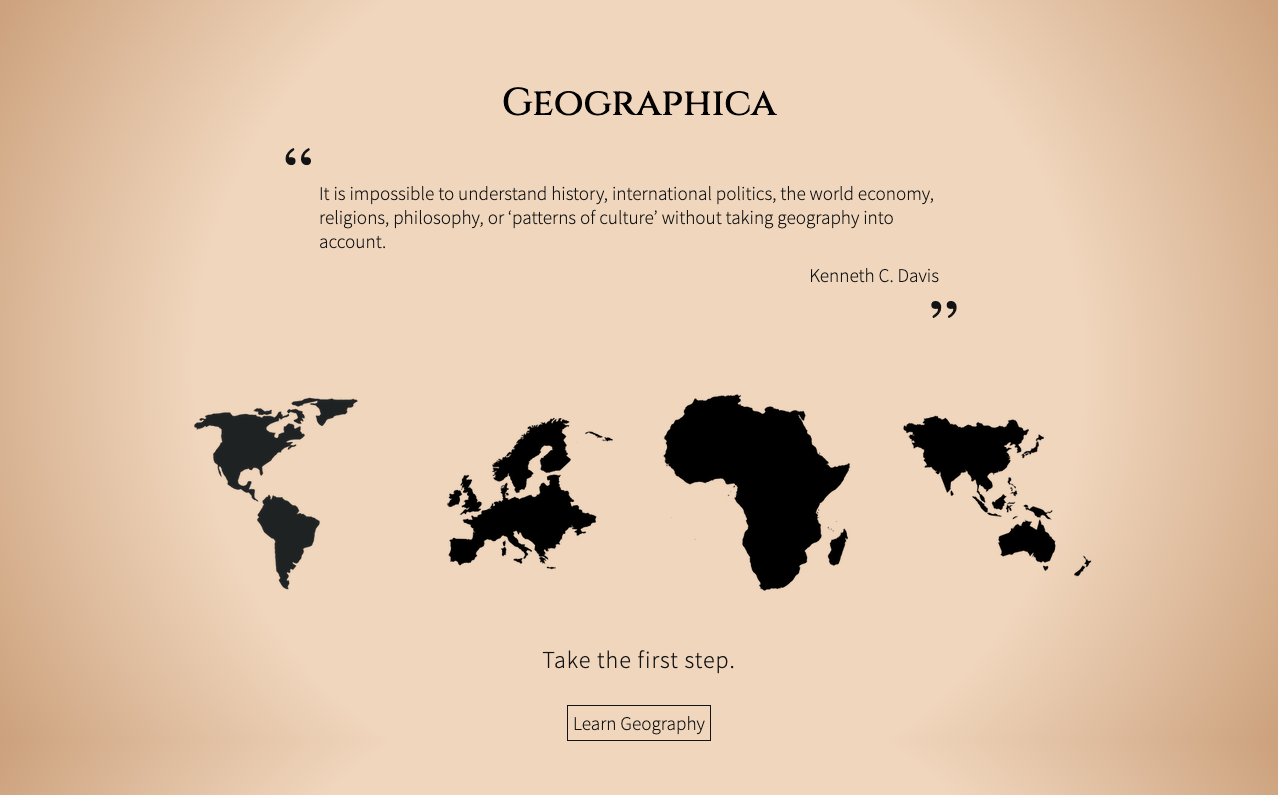 Geographica
“
It is impossible to understand history, international politics, the world economy,
religions, philosophy, or ‘patterns of culture’ without taking geography into
account.
Kenneth C. Davis
”
Take the first step.
Learn Geography